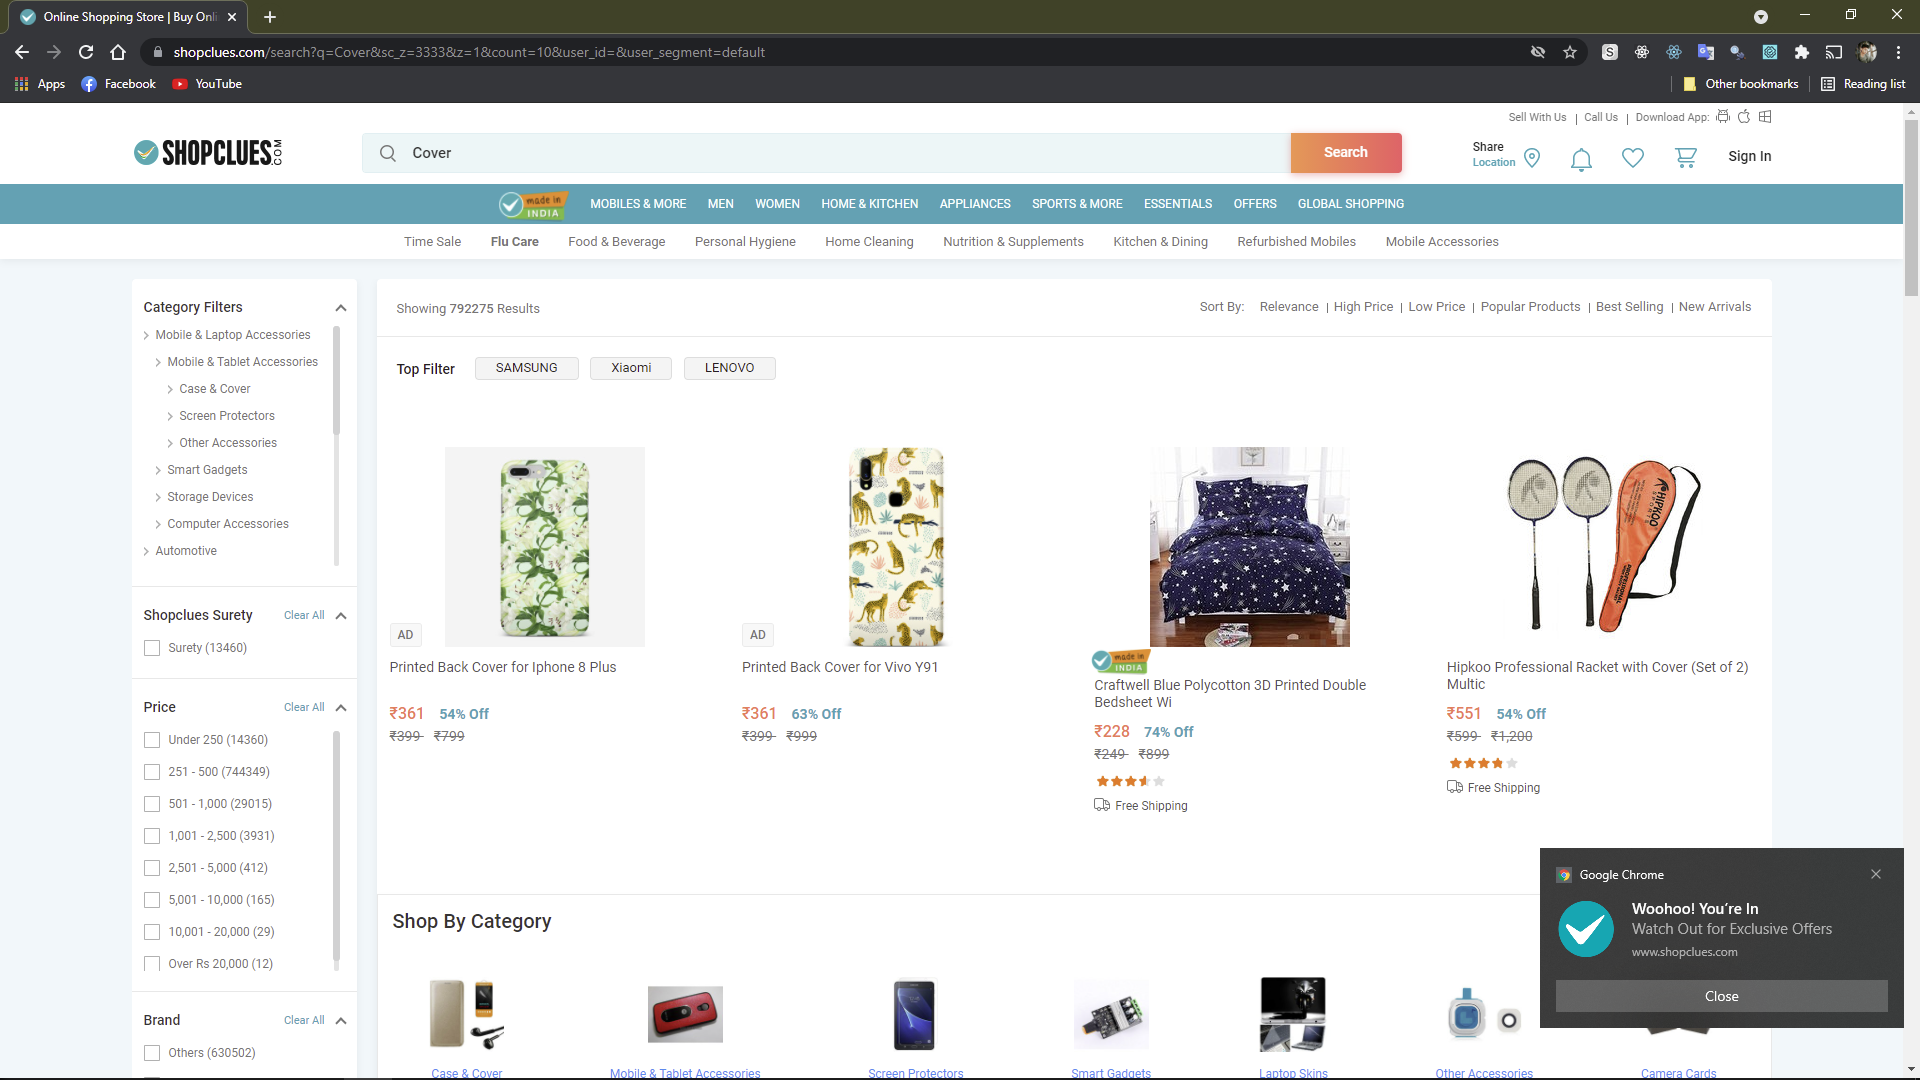 Online Shopping Store | Buy Onli
shopclues.com/search?q=Cover&sc_z=3333&z=1&count=10&user_id=&user_segment=default
Apps
Facebook
YouTube
Other bookmarks
Reading list
Sell With Us | Call Us | Download App:
SHOPCLUES.COM
Cover
Search
Share
Location
Sign In
made in
INDIA
MOBILES & MORE MEN WOMEN HOME & KITCHEN APPLIANCES SPORTS & MORE ESSENTIALS OFFERS GLOBAL SHOPPING
Time Sale Flu Care Food & Beverage Personal Hygiene Home Cleaning Nutrition & Supplements Kitchen & Dining Refurbished Mobiles Mobile Accessories
Category Filters
Mobile & Laptop Accessories
Mobile & Tablet Accessories
Case & Cover
Screen Protectors
Other Accessories
Smart Gadgets
Storage Devices
Computer Accessories
Automotive
Shopclues Surety Clear All
Surety (13460)
Price Clear All
Under 250 (14360)
251 - 500 (744349)
501 - 1,000 (29015)
1,001 - 2,500 (3931)
2,501 - 5,000 (412)
5,001 - 10,000 (165)
10,001 - 20,000 (29)
Over Rs 20,000 (12)
Brand Clear All
Others (630502)
Showing 792275 Results
Sort By: Relevance | High Price | Low Price | Popular Products | Best Selling | New Arrivals
Top Filter SAMSUNG Xiaomi LENOVO
AD
Printed Back Cover for Iphone 8 Plus
₹361 54% Off
₹399 ₹799
AD
Printed Back Cover for Vivo Y91
₹361 63% Off
₹399 ₹999
made in
INDIA
Craftwell Blue Polycotton 3D Printed Double
Bedsheet Wi
₹228 74% Off
₹249 ₹899
Free Shipping
HIPKOO
SPORTS
PROFESSIONAL
Hipkoo Professional Racket with Cover (Set of 2)
Multic
₹551 54% Off
₹599 ₹1,200
Free Shipping
Shop By Category
Case & Cover
Mobile & Tablet Accessories
Screen Protectors
Smart Gadgets
Laptop Skins
Other Accessories
Camera Cards
Google Chrome
Woohoo! You’re In
Watch Out for Exclusive Offers
www.shopclues.com
Close